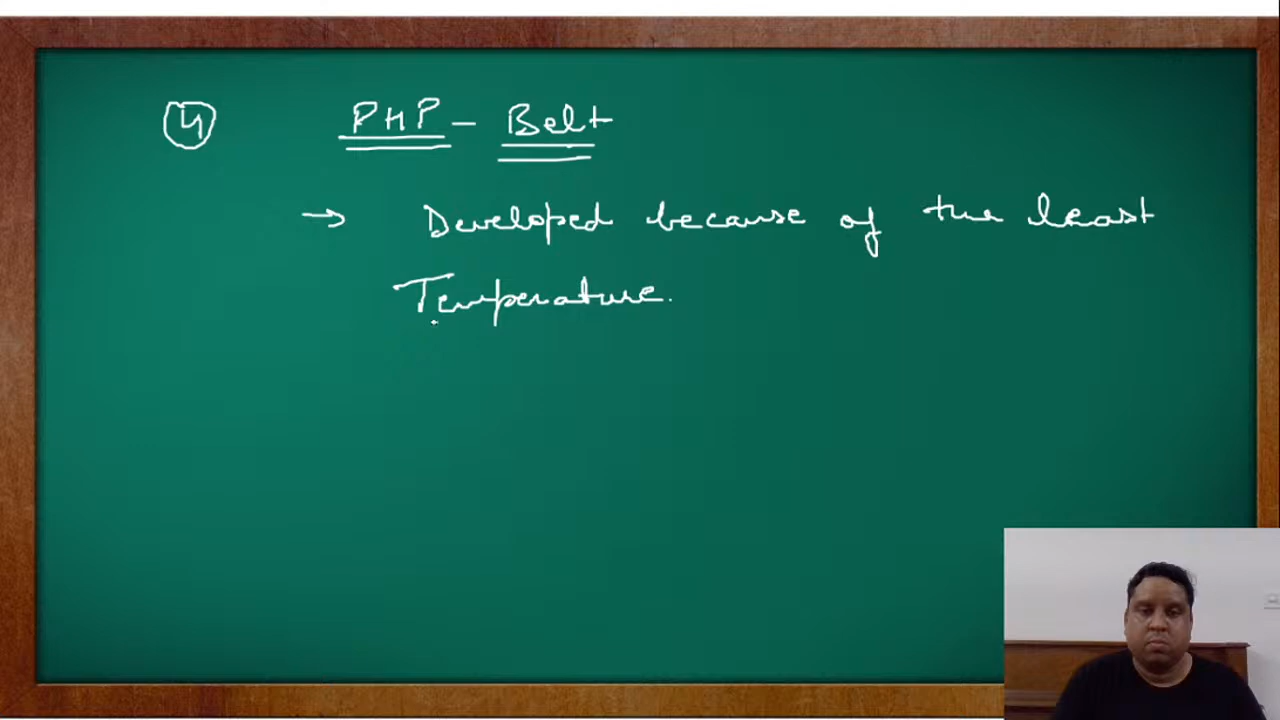 4 PHP - Belt
→ Developed because of the least
Temperature.